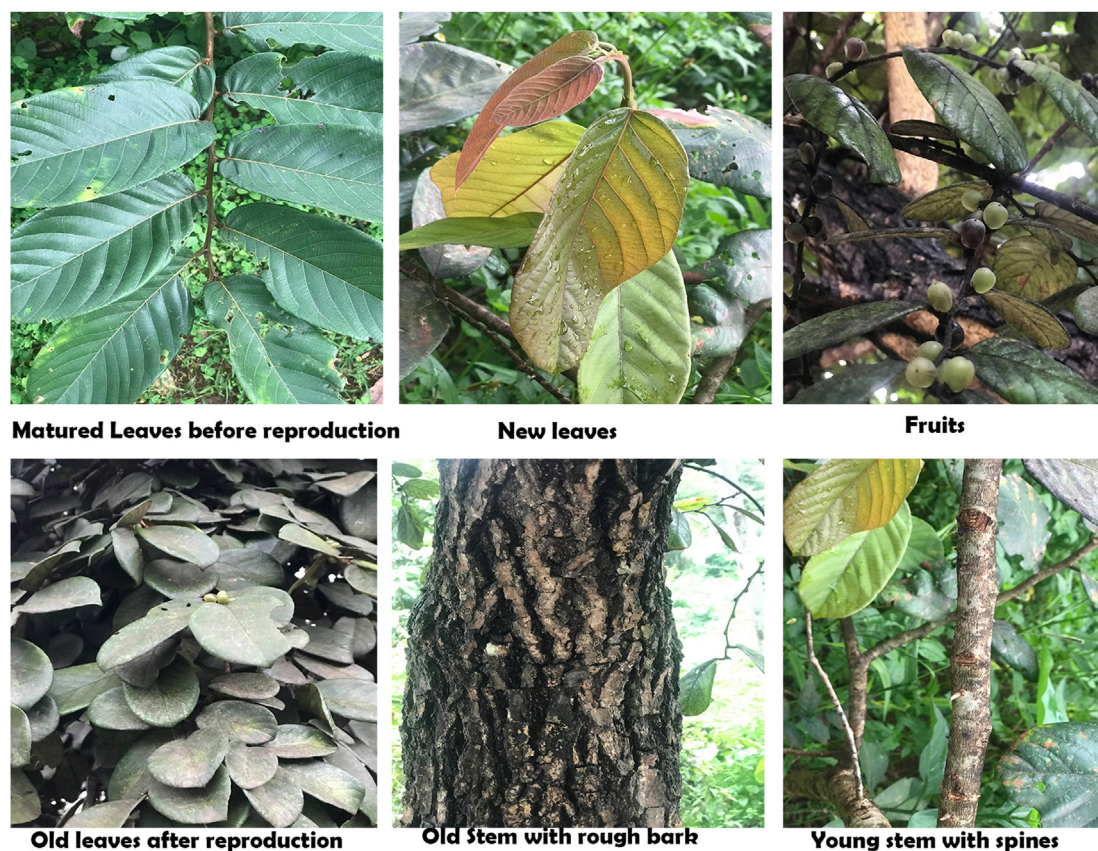 Matured Leaves before reproduction
New leaves
Fruits
Old leaves after reproduction
Old Stem with rough bark
Young stem with spines